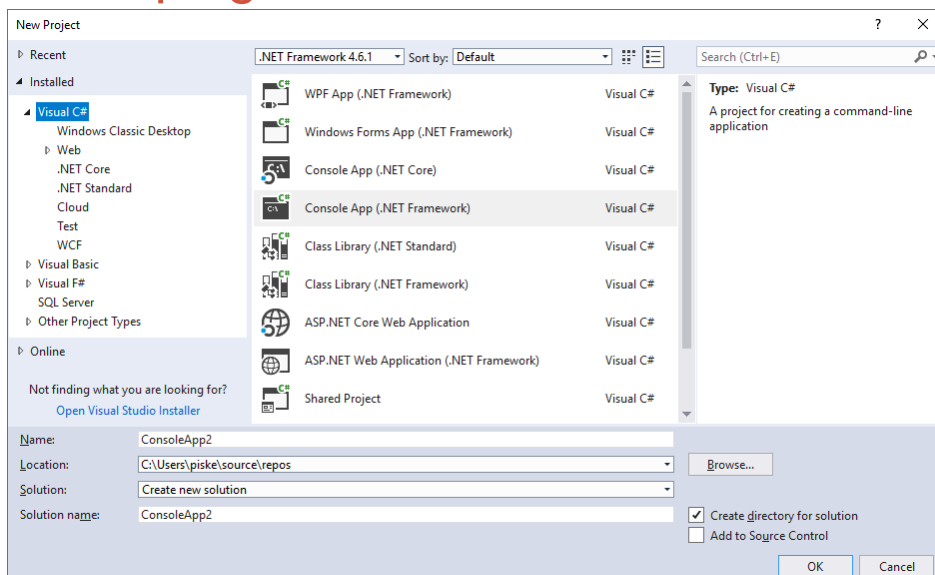 New Project
?
Recent
Installed
Visual C#
Windows Classic Desktop
Web
.NET Core
.NET Standard
Cloud
Test
WCF
Visual Basic
Visual F#
SQL Server
Other Project Types
Online
Not finding what you are looking for?
Open Visual Studio Installer
.NET Framework 4.6.1
Sort by: Default
Search (Ctrl+E)
WPF App (.NET Framework) Visual C#
Windows Forms App (.NET Framework) Visual C#
Console App (.NET Core) Visual C#
Console App (.NET Framework) Visual C#
Class Library (.NET Standard) Visual C#
Class Library (.NET Framework) Visual C#
ASP.NET Core Web Application Visual C#
ASP.NET Web Application (.NET Framework) Visual C#
Shared Project Visual C#
Type: Visual C#
A project for creating a command-line
application
Name: ConsoleApp2
Location: C:\Users\piske\source\repos
Browse...
Solution: Create new solution
Solution name: ConsoleApp2
Create directory for solution
Add to Source Control
OK
Cancel